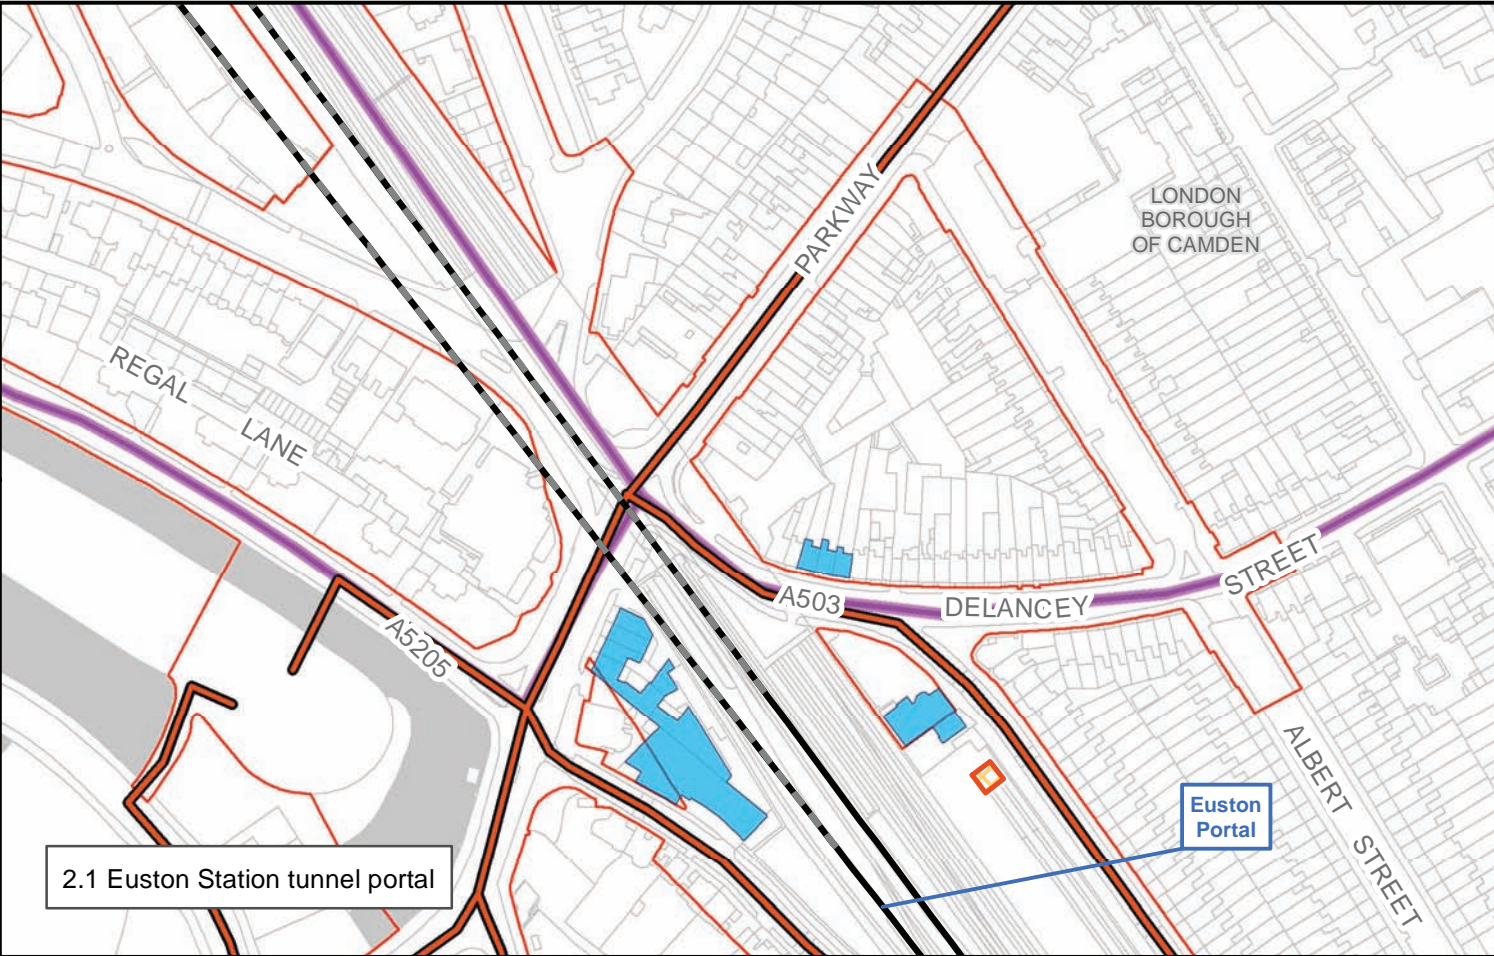 PARKWAY
LONDON
BOROUGH
OF CAMDEN
REGAL LANE
A503
DELANCEY STREET
A5205
ALBERT STREET
Euston
Portal
2.1 Euston Station tunnel portal